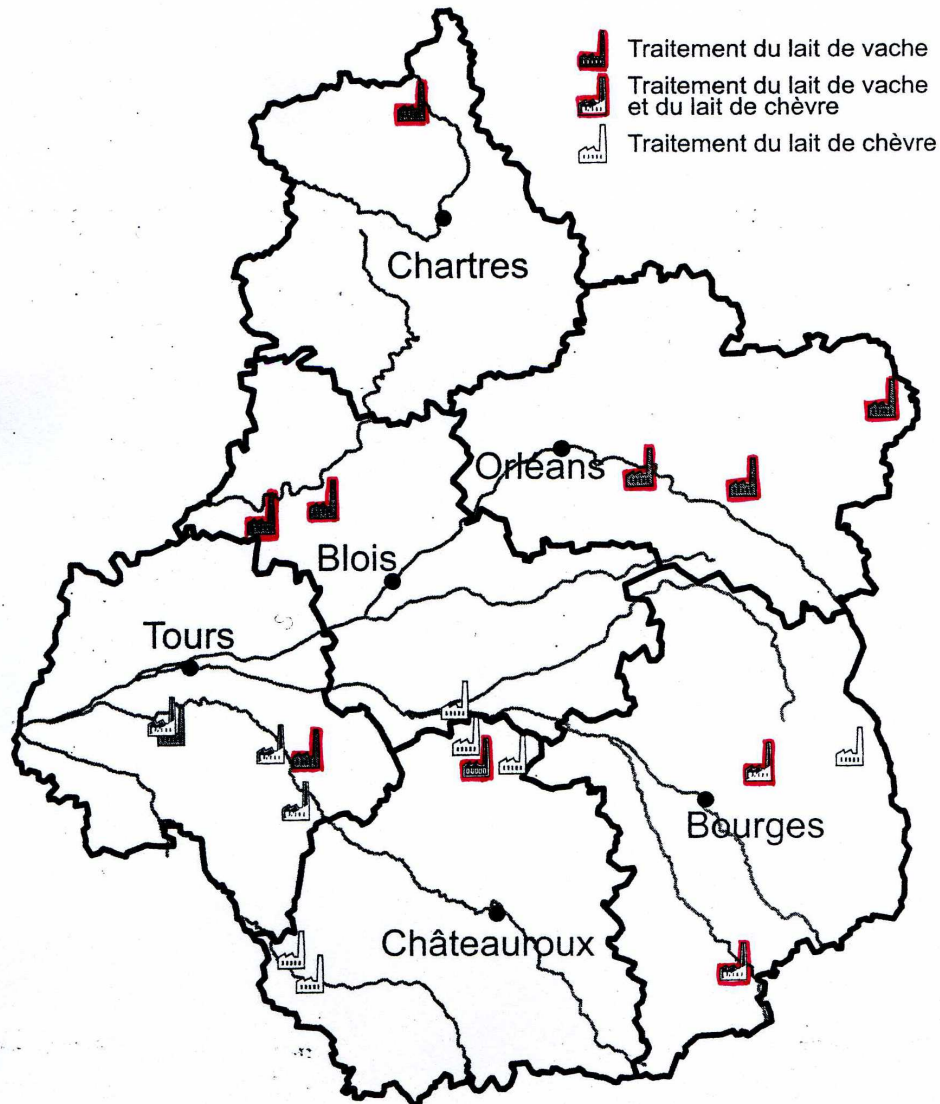 Traitement du lait de vache
Traitement du lait de vache
et du lait de chèvre
Traitement du lait de chèvre
Chartres
Orléans
Blois
Tours
Bourges
Châteauroux